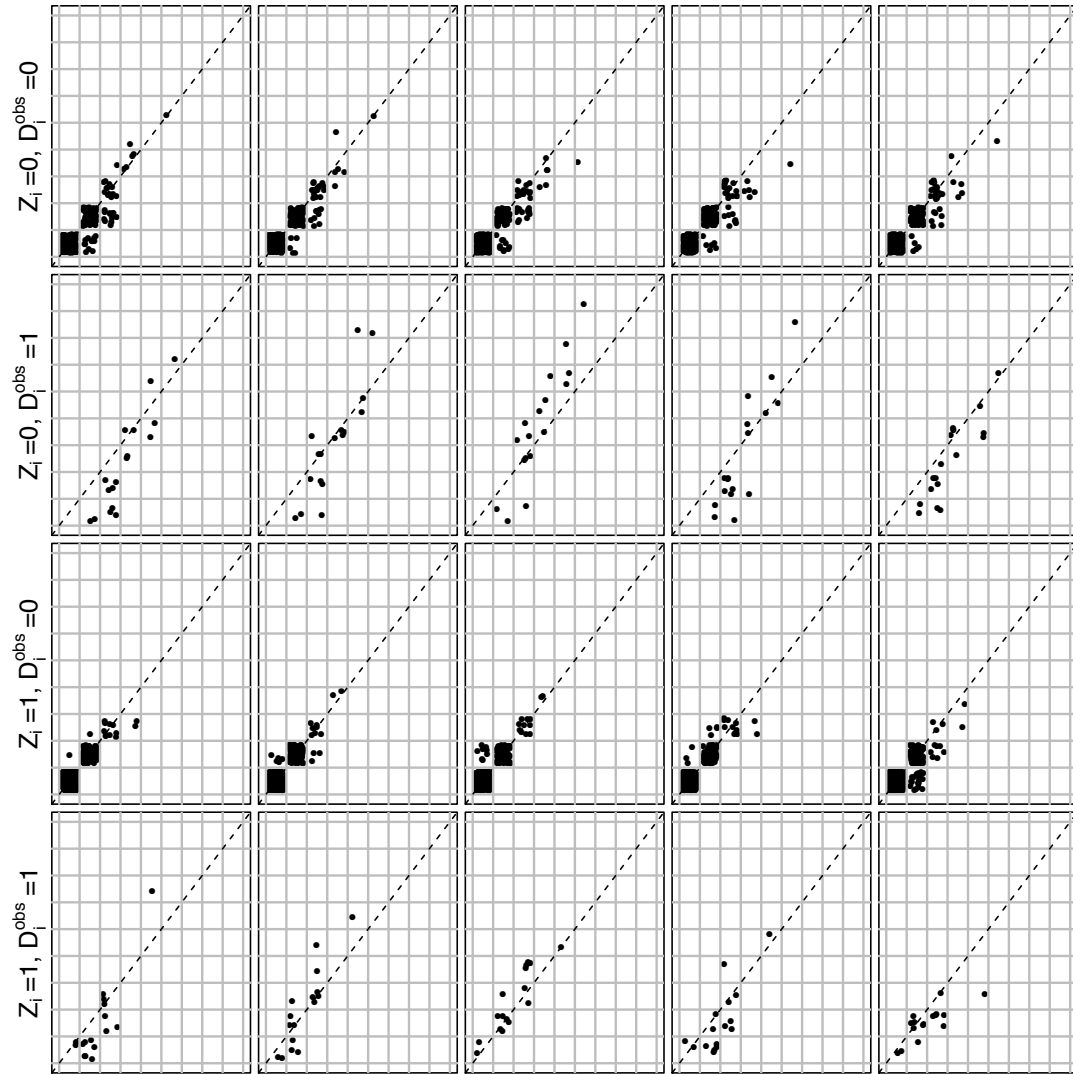 Z_i =0, D_i^obs =0
Z_i =0, D_i^obs =1
Z_i =1, D_i^obs =0
Z_i =1, D_i^obs =1